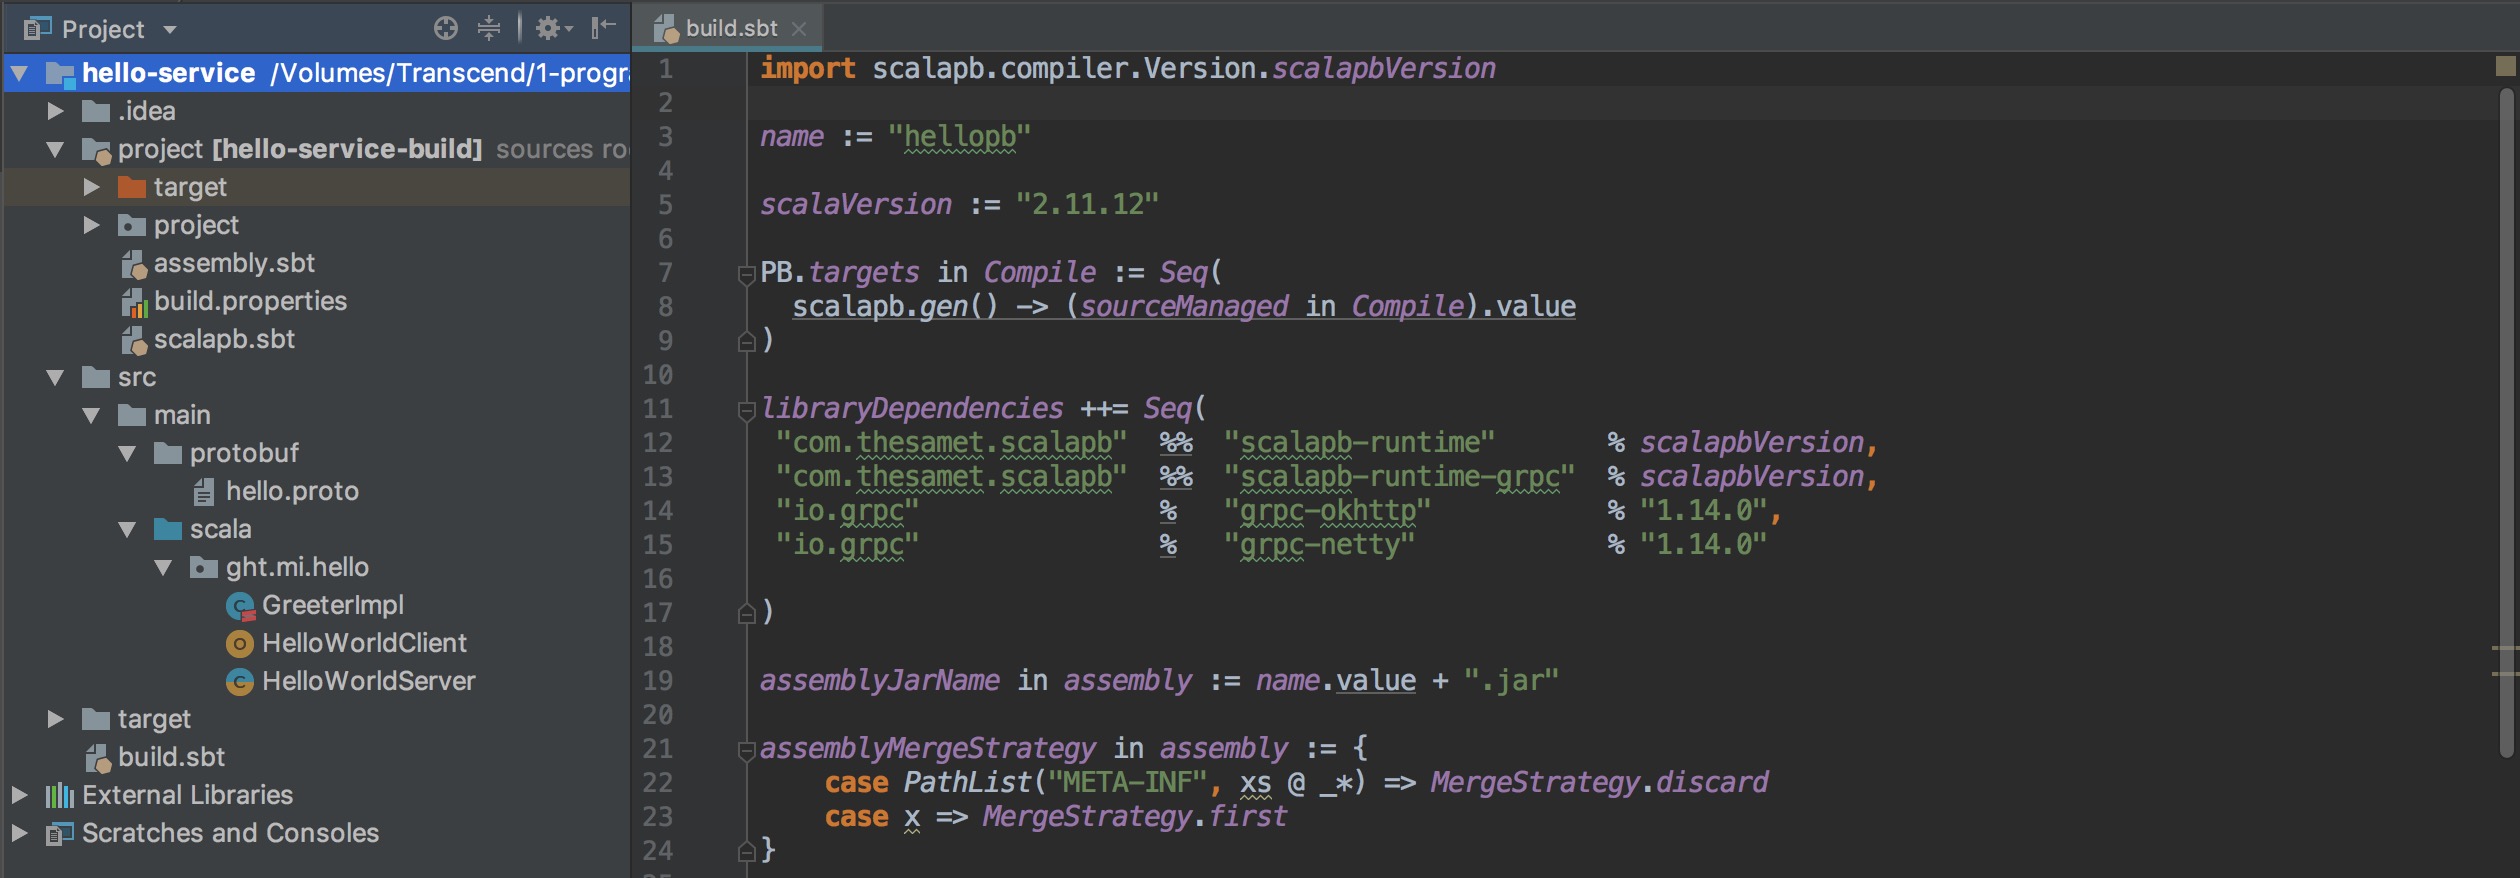 Project
hello-service /Volumes/Transcend/1-progr
.idea
project [hello-service-build] sources ro
target
project
assembly.sbt
build.properties
scalapb.sbt
src
main
protobuf
hello.proto
scala
ght.mi.hello
GreeterImpl
HelloWorldClient
HelloWorldServer
target
build.sbt
External Libraries
Scratches and Consoles
build.sbt
1 import scalapb.compiler.Version.scalapbVersion
2
3 name := "hellopb"
4
5 scalaVersion := "2.11.12"
6
7 PB.targets in Compile := Seq(
8 scalapb.gen() -> (sourceManaged in Compile).value
9 )
10
11 libraryDependencies ++= Seq(
12 "com.thesamet.scalapb" %% "scalapb-runtime" % scalapbVersion,
13 "com.thesamet.scalapb" %% "scalapb-runtime-grpc" % scalapbVersion,
14 "io.grpc" % "grpc-okhttp" % "1.14.0",
15 "io.grpc" % "grpc-netty" % "1.14.0"
16
17 )
18
19 assemblyJarName in assembly := name.value + ".jar"
20
21 assemblyMergeStrategy in assembly := {
22 case PathList("META-INF", xs @ _*) => MergeStrategy.discard
23 case x => MergeStrategy.first
24 }